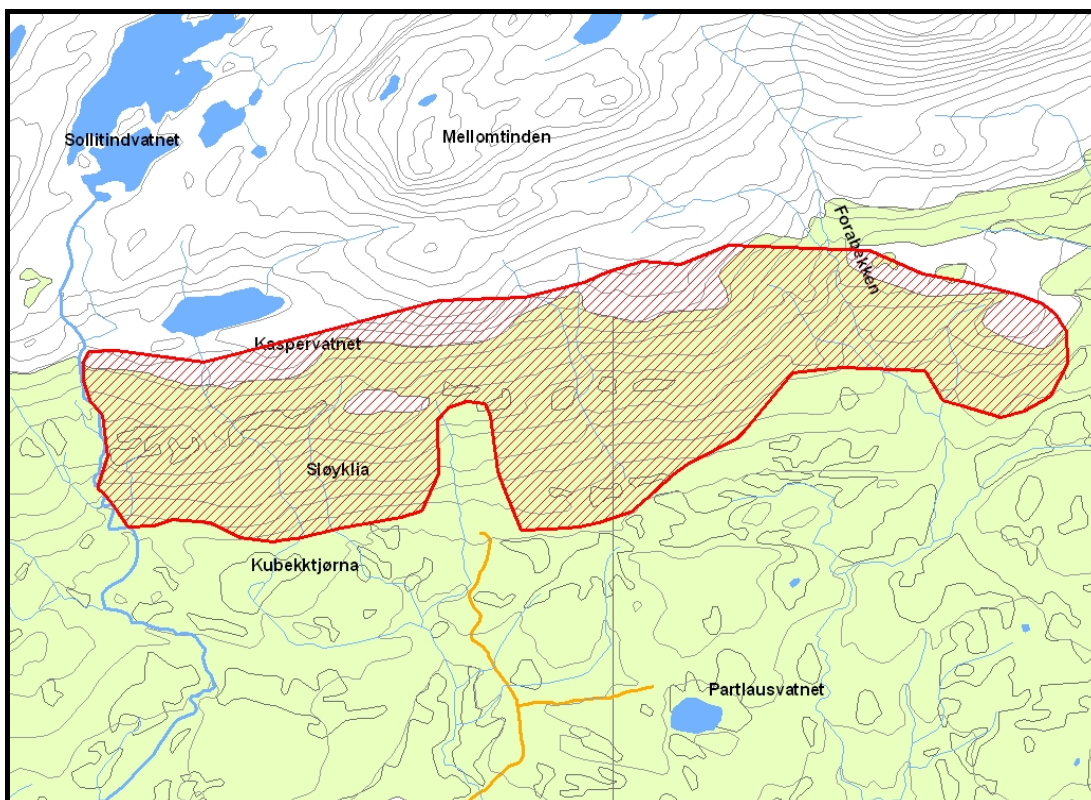 Mellomtinden
Sollitindvatnet
Forabekken
Kaspervatnet
Sløyklia
Kubekktjørna
Partlausvatnet